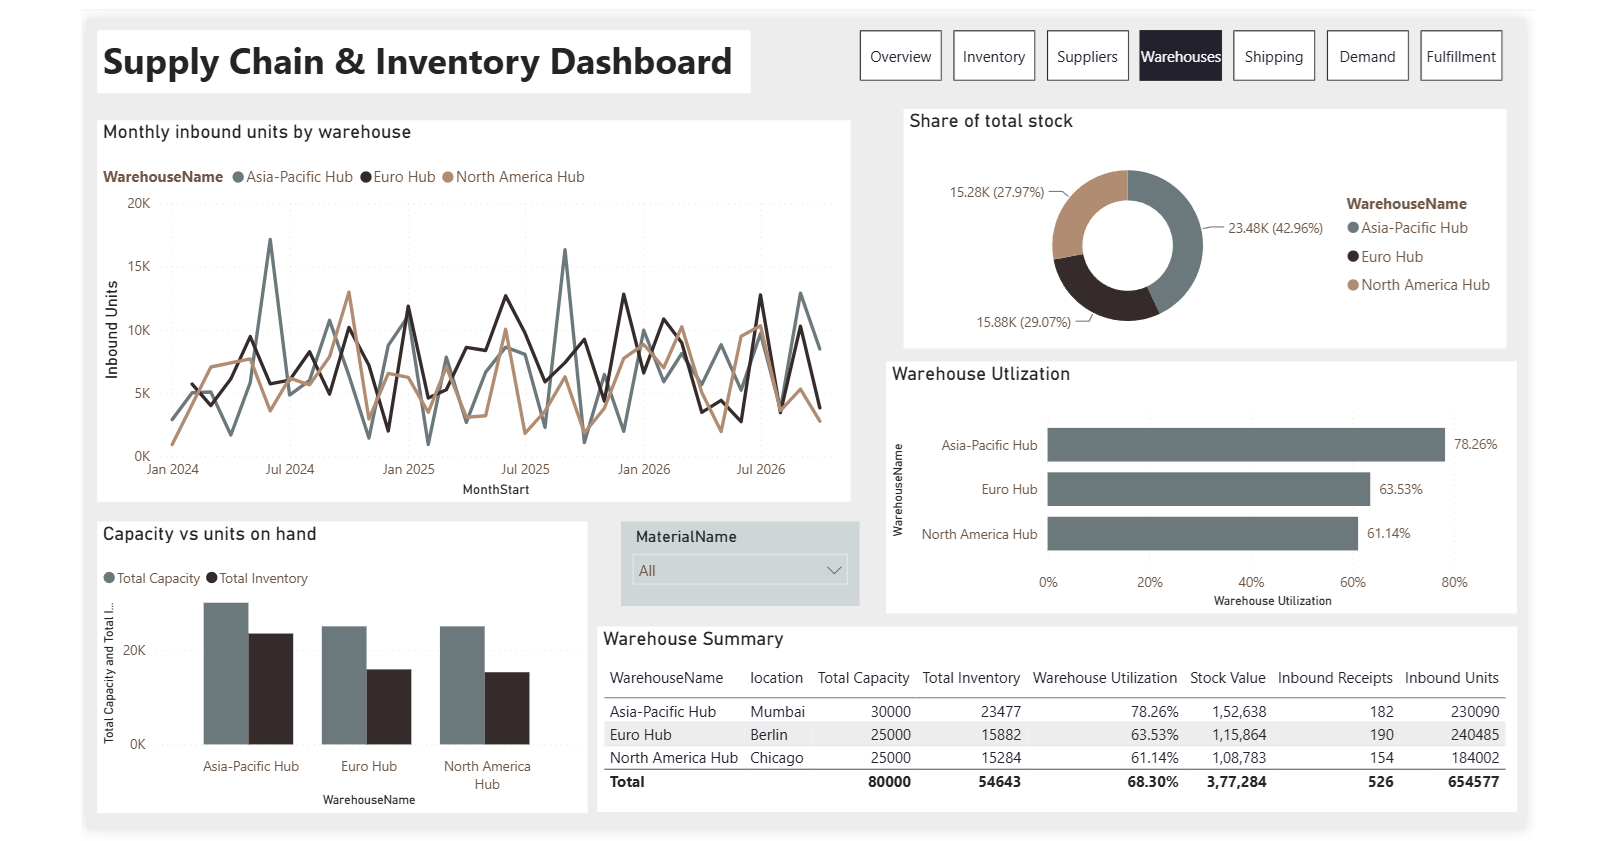 Supply Chain & Inventory Dashboard
Overview
Inventory
Suppliers
Warehouses
Shipping
Demand
Fulfillment
Monthly inbound units by warehouse
WarehouseName Asia-Pacific Hub Euro Hub North America Hub
20K
15K
10K
5K
0K
Inbound Units
Jan 2024 Jul 2024 Jan 2025 Jul 2025 Jan 2026 Jul 2026
MonthStart
Share of total stock
15.28K (27.97%)
23.48K (42.96%)
15.88K (29.07%)
WarehouseName
Asia-Pacific Hub
Euro Hub
North America Hub
Warehouse Utlization
WarehouseName
Asia-Pacific Hub 78.26%
Euro Hub 63.53%
North America Hub 61.14%
0% 20% 40% 60% 80%
Warehouse Utilization
Capacity vs units on hand
Total Capacity Total Inventory
Total Capacity and Total I...
20K
0K
Asia-Pacific Hub Euro Hub North America
Hub
WarehouseName
MaterialName
All
Warehouse Summary
WarehouseName location Total Capacity Total Inventory Warehouse Utilization Stock Value Inbound Receipts Inbound Units
Asia-Pacific Hub Mumbai 30000 23477 78.26% 1,52,638 182 230090
Euro Hub Berlin 25000 15882 63.53% 1,15,864 190 240485
North America Hub Chicago 25000 15284 61.14% 1,08,783 154 184002
Total 80000 54643 68.30% 3,77,284 526 654577